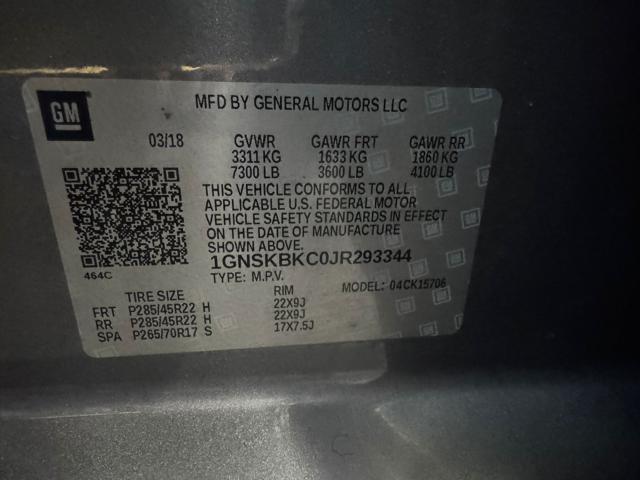 GM
MFD BY GENERAL MOTORS LLC
03/18 GVWR GAWR FRT GAWR RR
3311 KG 1633 KG 1860 KG
7300 LB 3600 LB 4100 LB
THIS VEHICLE CONFORMS TO ALL
APPLICABLE U.S. FEDERAL MOTOR
VEHICLE SAFETY STANDARDS IN EFFECT
ON THE DATE OF MANUFACTURE
SHOWN ABOVE.
1GNSKBKC0JR293344
464C
TYPE: M.P.V. MODEL: 04CK15706
TIRE SIZE RIM
FRT P285/45R22 H 22X9J
RR P285/45R22 H 22X9J
SPA P265/70R17 S 17X7.5J